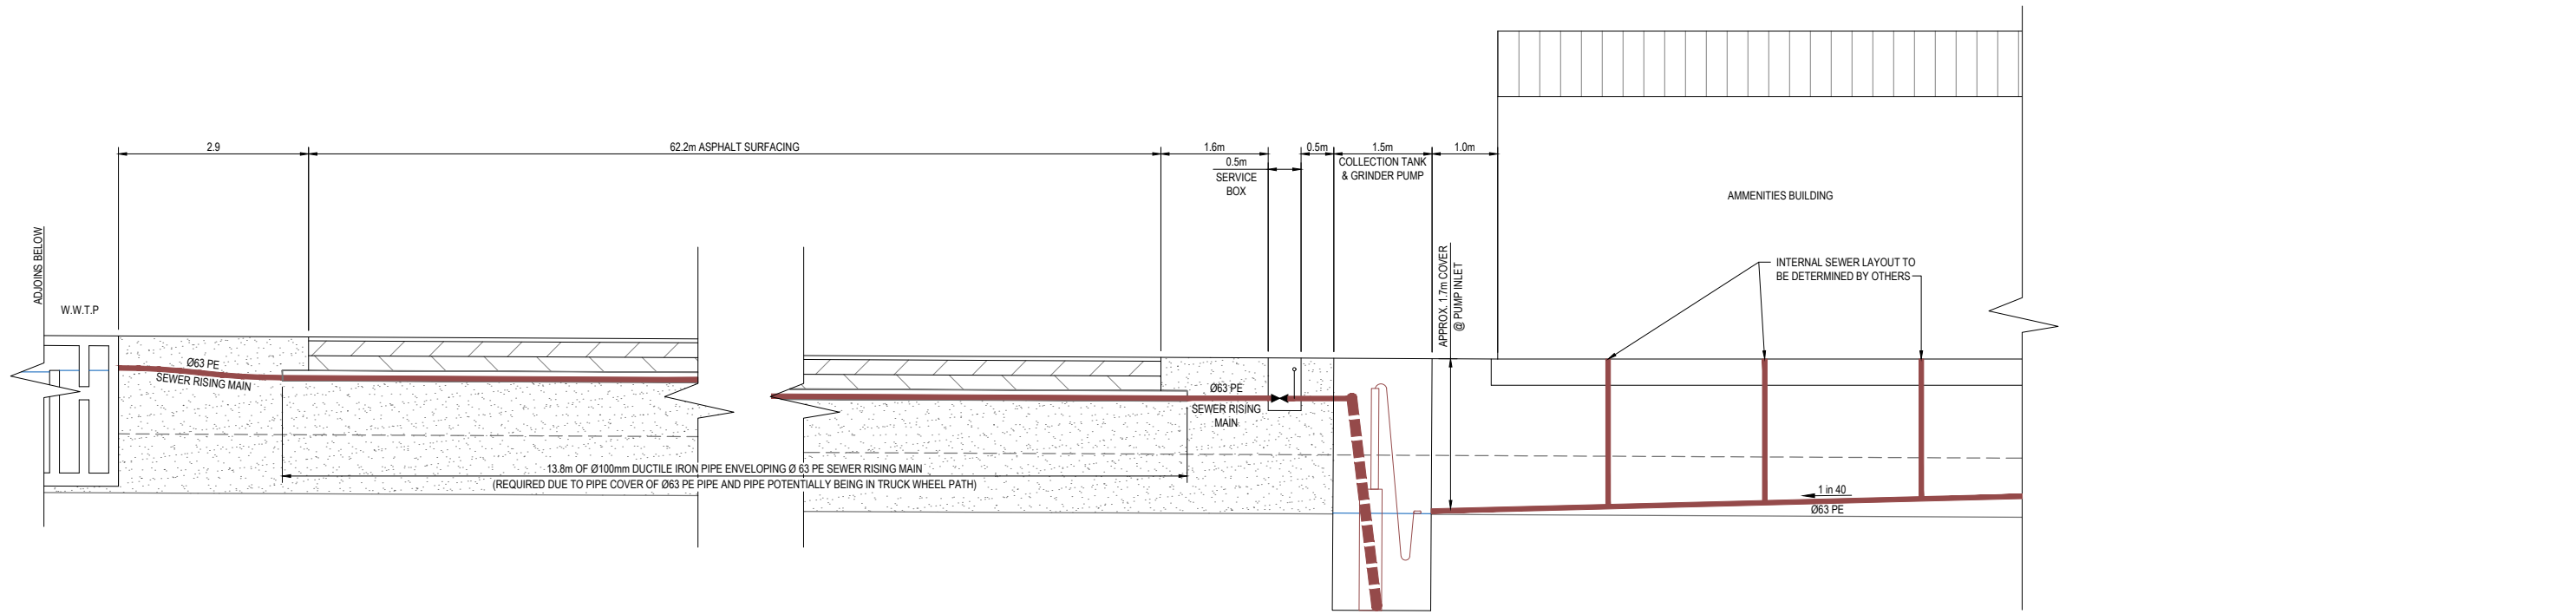 2.9
62.2m ASPHALT SURFACING
1.6m
0.5m
SERVICE
BOX
0.5m
1.5m
COLLECTION TANK
& GRINDER PUMP
1.0m
AMMENITIES BUILDING
ADJOINS BELOW
W.W.T.P
APPROX. 1.7m COVER
@ PUMP INLET
INTERNAL SEWER LAYOUT TO
BE DETERMINED BY OTHERS
Ø63 PE
SEWER RISING MAIN
Ø63 PE
SEWER RISING
MAIN
13.8m OF Ø100mm DUCTILE IRON PIPE ENVELOPING Ø 63 PE SEWER RISING MAIN
(REQUIRED DUE TO PIPE COVER OF Ø63 PE PIPE AND PIPE POTENTIALLY BEING IN TRUCK WHEEL PATH)
1 in 40
Ø63 PE